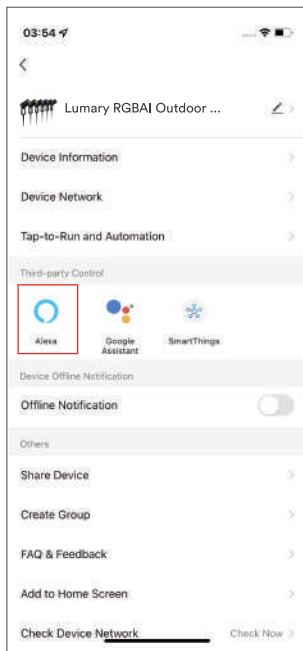 03:54
Lumary RGBAI Outdoor ...
Device Information
Device Network
Tap-to-Run and Automation
Third-party Control
Alexa
Google Assistant
SmartThings
Device Offline Notification
Offline Notification
Others
Share Device
Create Group
FAQ & Feedback
Add to Home Screen
Check Device Network Check Now